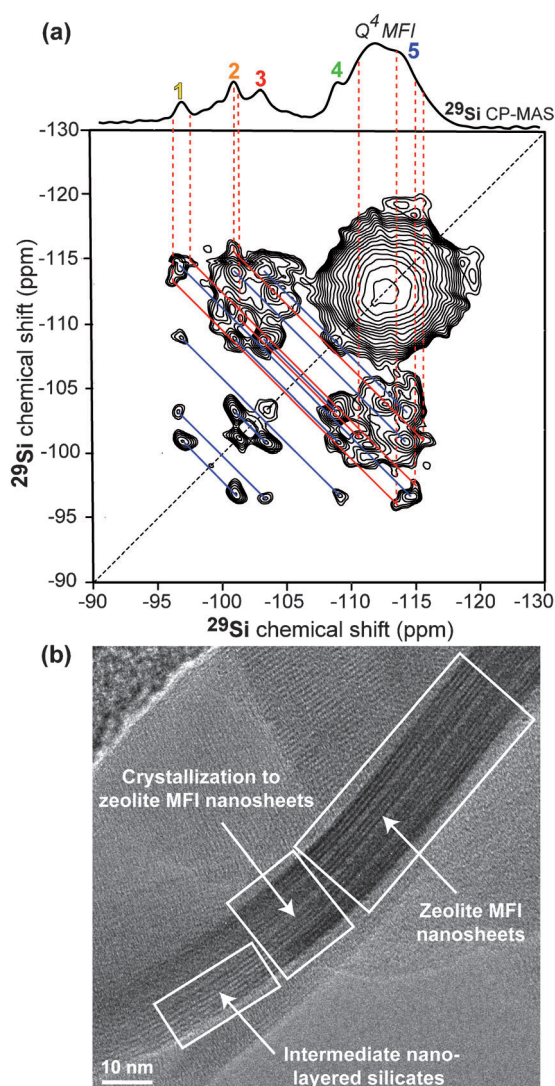 (a)
Q⁴ MFI
1
2
3
4
5
²⁹Si CP-MAS
-130
-120
-115
-110
-105
-100
-95
-90
²⁹Si chemical shift (ppm)
-90 -95 -100 -105 -110 -115 -120 -130
²⁹Si chemical shift (ppm)
(b)
Crystallization to
zeolite MFI nanosheets
Zeolite MFI
nanosheets
Intermediate nano-
layered silicates
10 nm